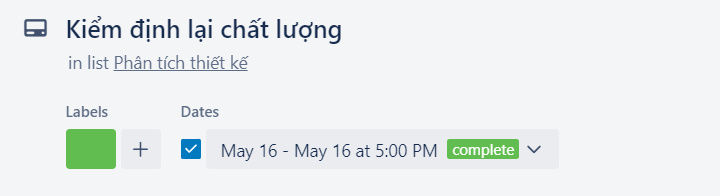 Kiểm định lại chất lượng
in list Phân tích thiết kế
Labels Dates
May 16 - May 16 at 5:00 PM complete